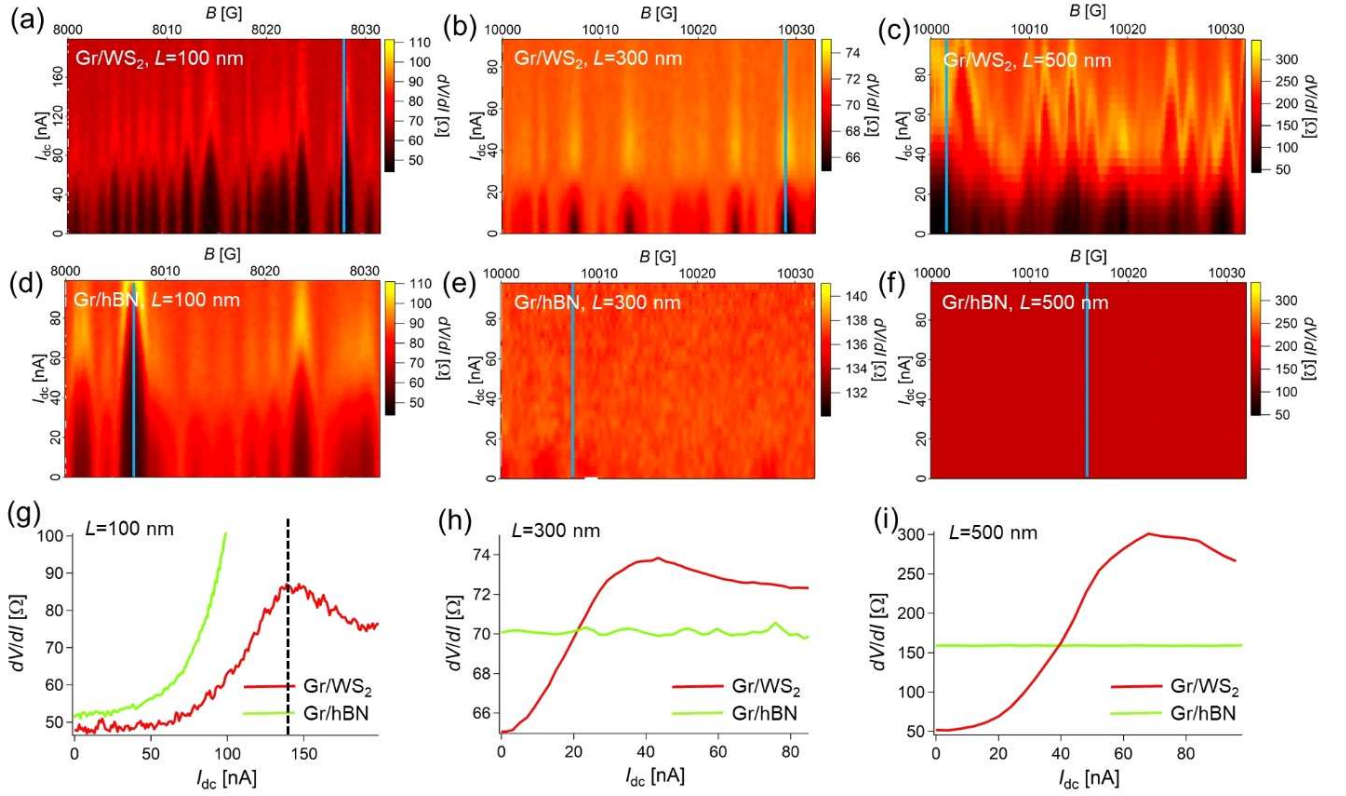 (a)
B [G]
8000 8010 8020 8030
Gr/WS₂, L=100 nm
I_dc [nA]
160
120
80
40
0
110
100
90
80
70
60
50
dV/dI [Ω]
(b)
B [G]
10000 10010 10020 10030
Gr/WS₂, L=300 nm
I_dc [nA]
80
60
40
20
0
74
72
70
68
66
dV/dI [Ω]
(c)
B [G]
10000 10010 10020 10030
Gr/WS₂, L=500 nm
I_dc [nA]
80
60
40
20
0
300
250
200
150
100
50
dV/dI [Ω]
(d)
B [G]
8000 8010 8020 8030
Gr/hBN, L=100 nm
I_dc [nA]
80
60
40
20
0
110
100
90
80
70
60
50
dV/dI [Ω]
(e)
B [G]
10000 10010 10020 10030
Gr/hBN, L=300 nm
I_dc [nA]
80
60
40
20
0
140
138
136
134
132
dV/dI [Ω]
(f)
B [G]
10000 10010 10020 10030
Gr/hBN, L=500 nm
I_dc [nA]
80
60
40
20
0
300
250
200
150
100
50
dV/dI [Ω]
(g)
L=100 nm
dV/dI [Ω]
100
90
80
70
60
50
Gr/WS₂
Gr/hBN
0 50 100 150
I_dc [nA]
(h)
L=300 nm
dV/dI [Ω]
74
72
70
68
66
Gr/WS₂
Gr/hBN
0 20 40 60 80
I_dc [nA]
(i)
L=500 nm
dV/dI [Ω]
300
250
200
150
100
50
Gr/WS₂
Gr/hBN
0 20 40 60 80
I_dc [nA]